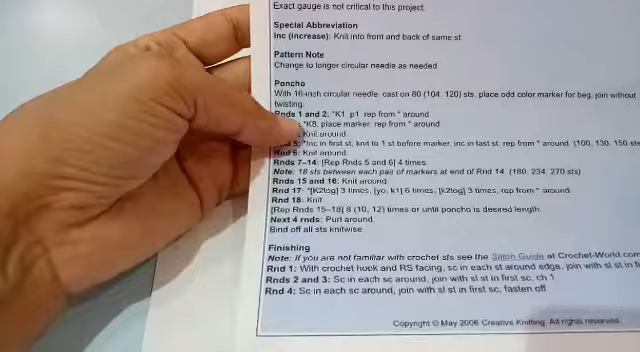 Exact gauge is not critical to this project
Special Abbreviation
Inc (increase): Knit into front and back of same st.
Pattern Note
Change to longer circular needle as needed
Poncho
With 16-inch circular needle, cast on 80 (104, 120) sts, place odd color marker for beg, join without
twisting.
Rnds 1 and 2: *K1, p1, rep from * around
*K8, place marker, rep from * around
Knit around
5: *Inc in first st, knit to 1 st before marker, inc in last st, rep from * around. (100, 130, 150 sts
Rnd 6: Knit around.
Rnds 7–14: [Rep Rnds 5 and 6] 4 times
Note: 18 sts between each pair of markers at end of Rnd 14. (180, 234, 270 sts)
Rnds 15 and 16: Knit around
Rnd 17: *[K2tog] 3 times, [yo, k1] 6 times, [k2tog] 3 times, rep from * around
Rnd 18: Knit
[Rep Rnds 15–18] 8 (10, 12) times or until poncho is desired length
Next 4 rnds: Purl around.
Bind off all sts knitwise
Finishing
Note: If you are not familiar with crochet sts see the Stitch Guide at Crochet-World.com
Rnd 1: With crochet hook and RS facing, sc in each st around edge, join with sl st in
Rnds 2 and 3: Sc in each sc around, join with sl st in first sc, ch 1
Rnd 4: Sc in each sc around, join with sl st in first sc, fasten off
Copyright © May 2006 Creative Knitting. All rights reserved.